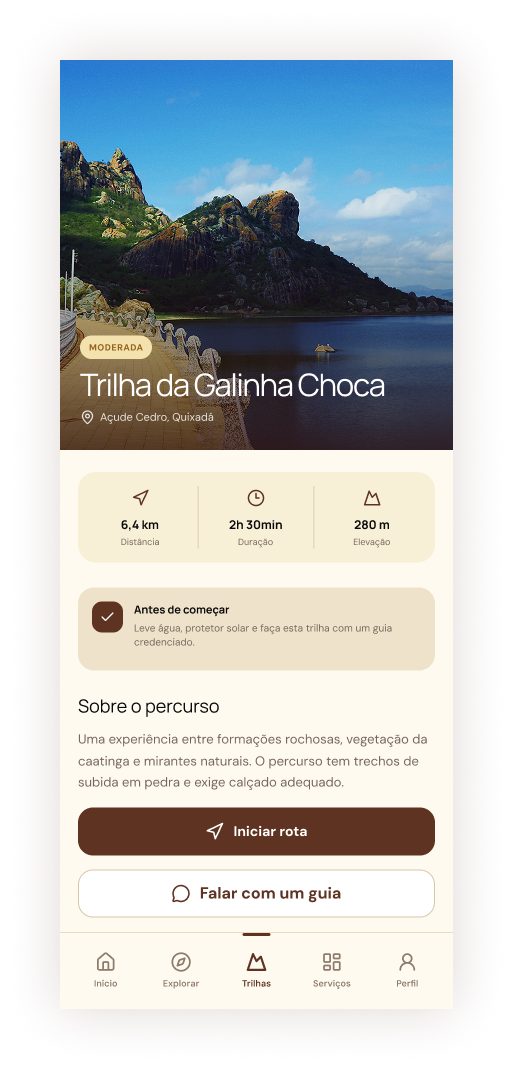 MODERADA
Trilha da Galinha Choca
Açude Cedro, Quixadá
6,4 km
Distância
2h 30min
Duração
280 m
Elevação
Antes de começar
Leve água, protetor solar e faça esta trilha com um guia
credenciado.
Sobre o percurso
Uma experiência entre formações rochosas, vegetação da
caatinga e mirantes naturais. O percurso tem trechos de
subida em pedra e exige calçado adequado.
Iniciar rota
Falar com um guia
Início
Explorar
Trilhas
Serviços
Perfil